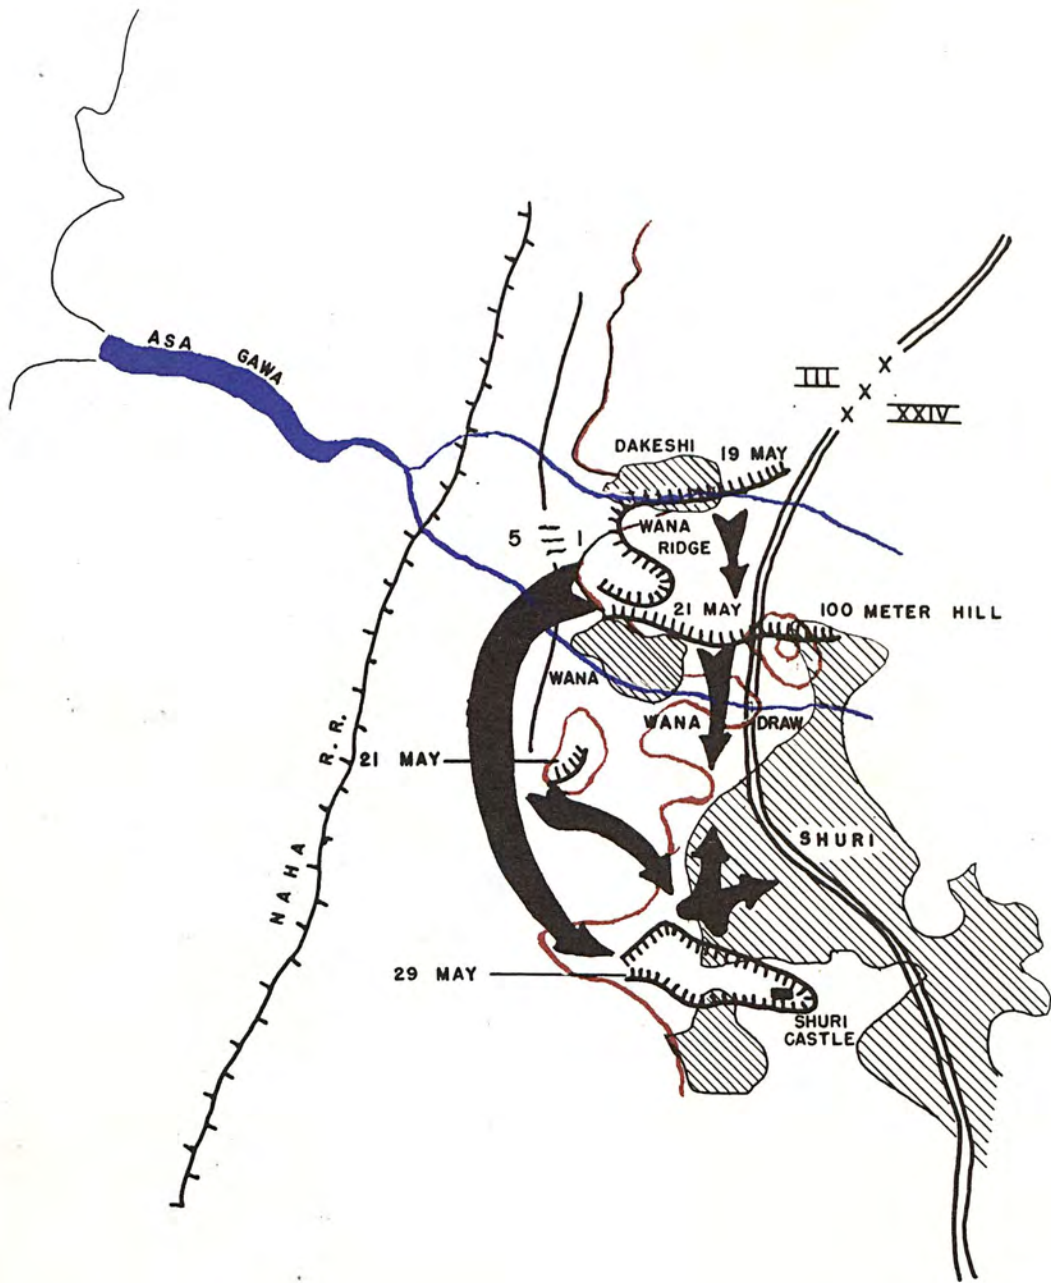 ASA GAWA
III
XXX
XXIV
DAKESHI
19 MAY
5 1
WANA
RIDGE
21 MAY
100 METER HILL
WANA
WANA DRAW
21 MAY
NAHA R.R.
SHURI
29 MAY
SHURI
CASTLE